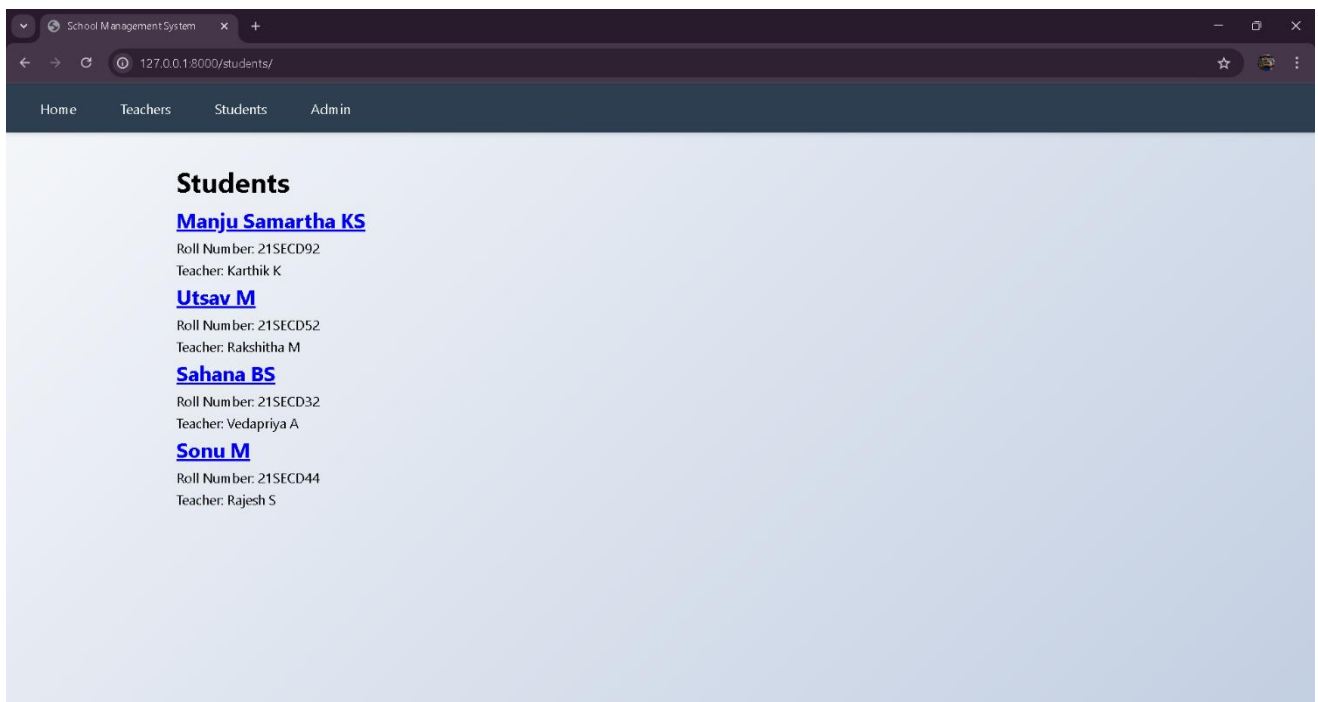 School Management System
127.0.0.1:8000/students/
Home Teachers Students Admin
Students
Manju Samartha KS
Roll Number: 21SECD92
Teacher: Karthik K
Utsav M
Roll Number: 21SECD52
Teacher: Rakshitha M
Sahana BS
Roll Number: 21SECD32
Teacher: Vedapriya A
Sonu M
Roll Number: 21SECD44
Teacher: Rajesh S